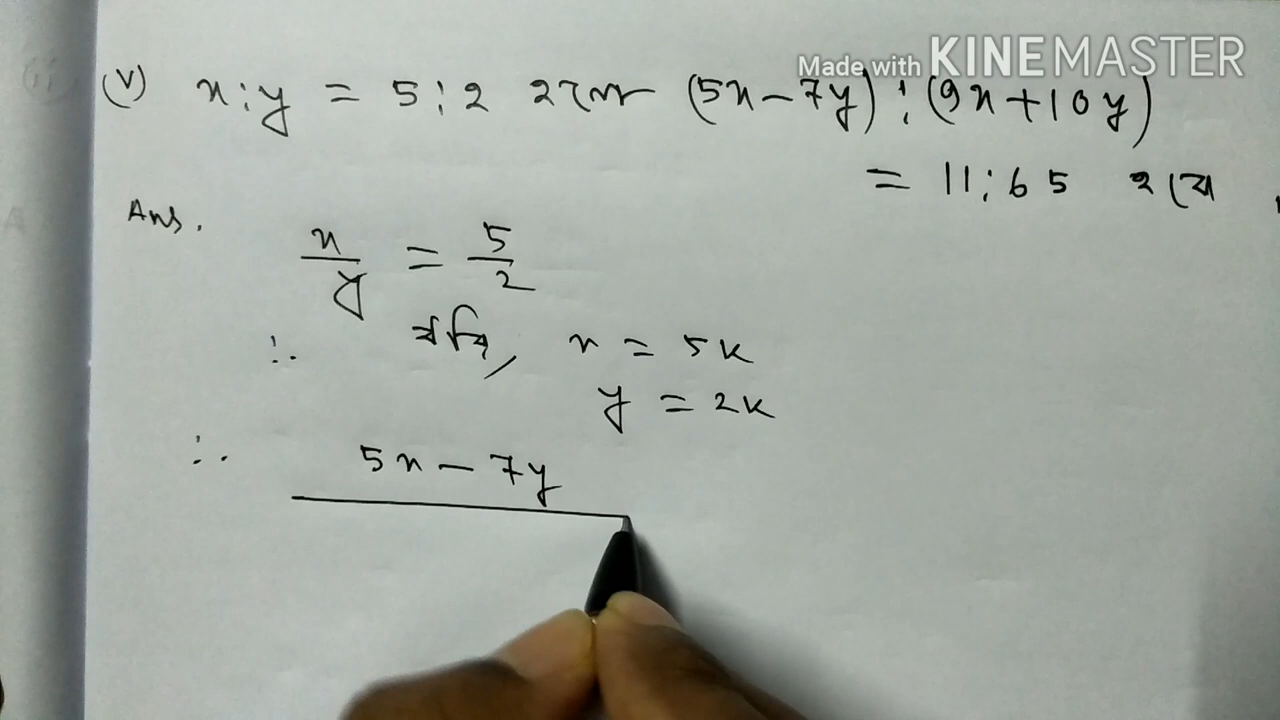 Made with KINEMASTER
(V) x:y = 5:2 হলে (5x-7y) : (9x+10y)
= 11:65 হবে
Ans.
x/y = 5/2
∴ ধরি, x = 5k
y = 2k
∴ 5x - 7y